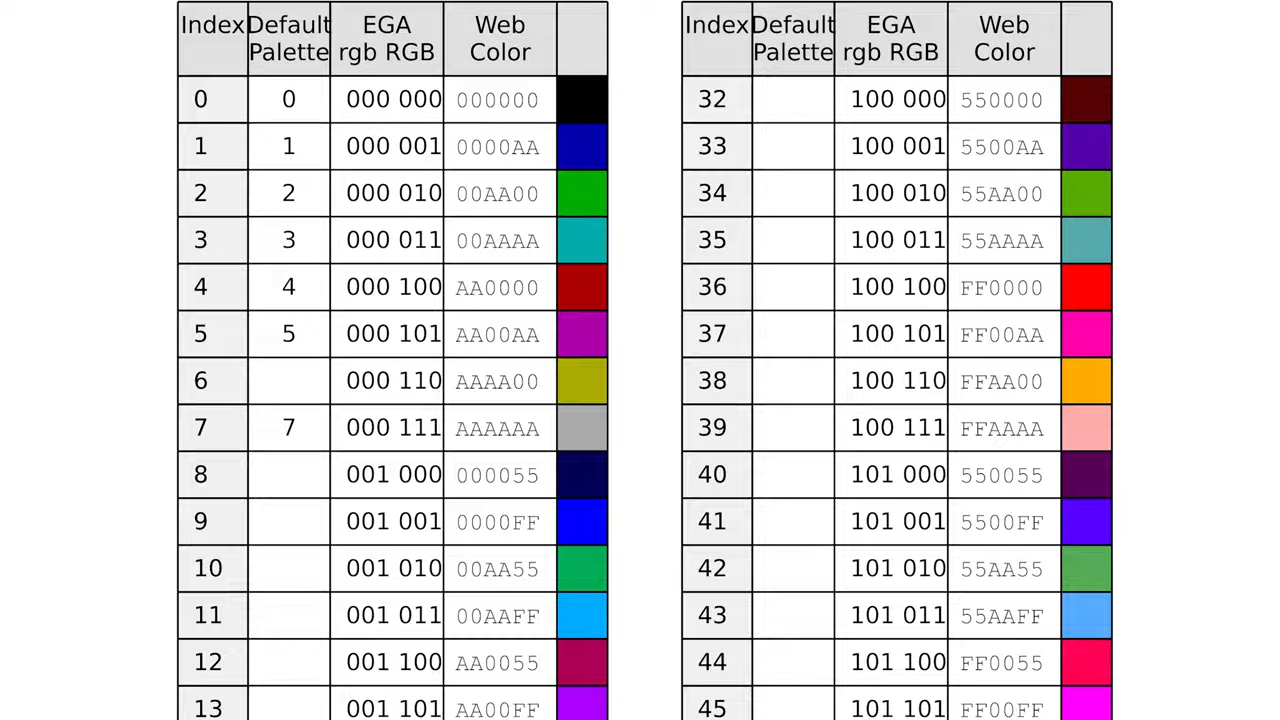 Index Default Palette EGA rgb RGB Web Color
0 0 000 000 000000
1 1 000 001 0000AA
2 2 000 010 00AA00
3 3 000 011 00AAAA
4 4 000 100 AA0000
5 5 000 101 AA00AA
6 000 110 AAAA00
7 7 000 111 AAAAAA
8 001 000 000055
9 001 001 0000FF
10 001 010 00AA55
11 001 011 00AAFF
12 001 100 AA0055
13 001 101 AA00FF
Index Default Palette EGA rgb RGB Web Color
32 100 000 550000
33 100 001 5500AA
34 100 010 55AA00
35 100 011 55AAAA
36 100 100 FF0000
37 100 101 FF00AA
38 100 110 FFAA00
39 100 111 FFAAAA
40 101 000 550055
41 101 001 5500FF
42 101 010 55AA55
43 101 011 55AAFF
44 101 100 FF0055
45 101 101 FF00FF